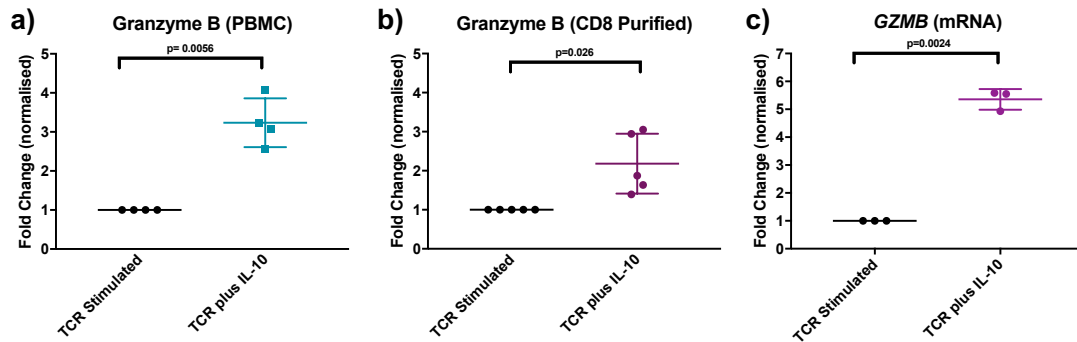 a)
Granzyme B (PBMC)
p= 0.0056
Fold Change (normalised)
5
4
3
2
1
0
TCR Stimulated
TCR plus IL-10
b)
Granzyme B (CD8 Purified)
p=0.026
Fold Change (normalised)
5
4
3
2
1
0
TCR Stimulated
TCR plus IL-10
c)
GZMB (mRNA)
p=0.0024
Fold Change (normalised)
7
6
5
4
3
2
1
0
TCR Stimulated
TCR plus IL-10